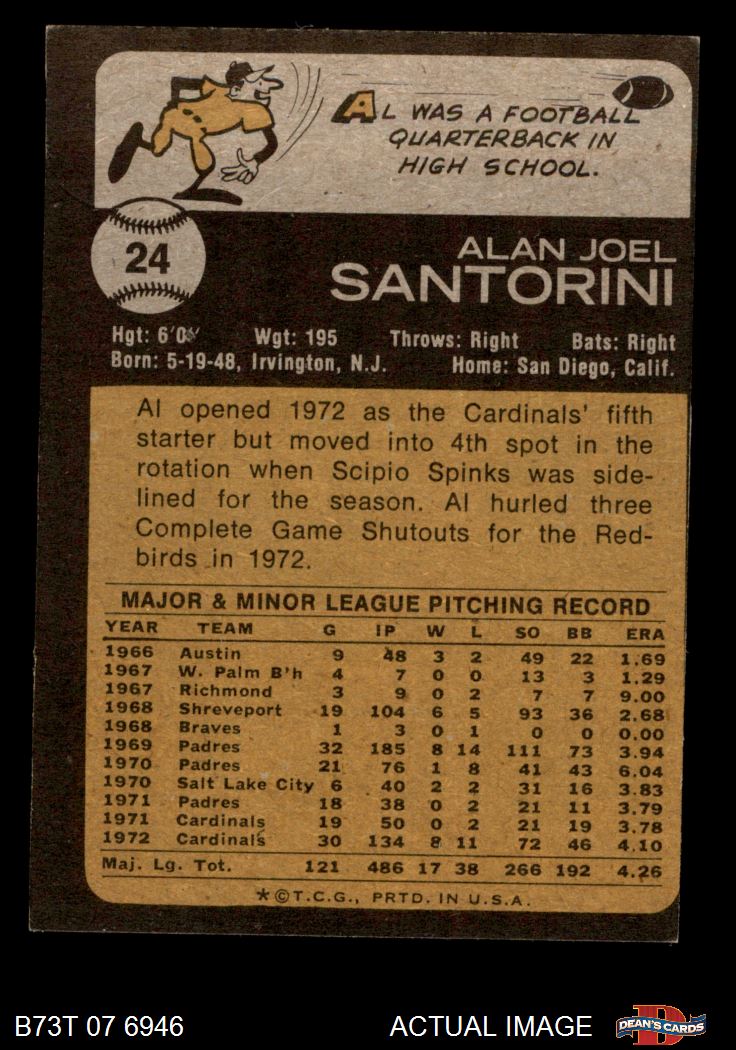 AL WAS A FOOTBALL
QUARTERBACK IN
HIGH SCHOOL.
24
ALAN JOEL
SANTORINI
Hgt: 6'0 Wgt: 195 Throws: Right Bats: Right
Born: 5-19-48, Irvington, N.J. Home: San Diego, Calif.
Al opened 1972 as the Cardinals' fifth
starter but moved into 4th spot in the
rotation when Scipio Spinks was side-
lined for the season. Al hurled three
Complete Game Shutouts for the Red-
birds in 1972.
MAJOR & MINOR LEAGUE PITCHING RECORD
YEAR TEAM G IP W L SO BB ERA
1966 Austin 9 48 3 2 49 22 1.69
1967 W. Palm B'h 4 7 0 0 13 3 1.29
1967 Richmond 3 9 0 2 7 7 9.00
1968 Shreveport 19 104 6 5 93 36 2.68
1968 Braves 1 3 0 1 0 0 0.00
1969 Padres 32 185 8 14 111 73 3.94
1970 Padres 21 76 1 8 41 43 6.04
1970 Salt Lake City 6 40 2 2 31 16 3.83
1971 Padres 18 38 0 2 21 11 3.79
1971 Cardinals 19 50 0 2 21 19 3.78
1972 Cardinals 30 134 8 11 72 46 4.10
Maj. Lg. Tot. 121 486 17 38 266 192 4.26
*©T.C.G., PRTD. IN U.S.A.
B73T 07 6946 ACTUAL IMAGE DEAN'S CARDS